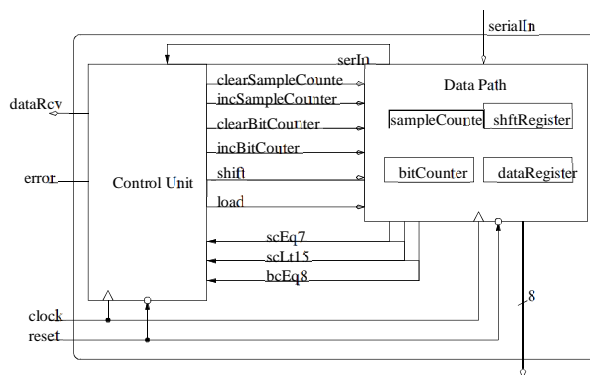 serialIn
serIn
Data Path
clearSampleCounte
dataRcv
incSampleCounter
sampleCounter
shftRegister
clearBitCounter
incBitCouter
bitCounter
dataRegister
error
Control Unit
shift
load
scEq7
scLt15
bcEq8
8
clock
reset